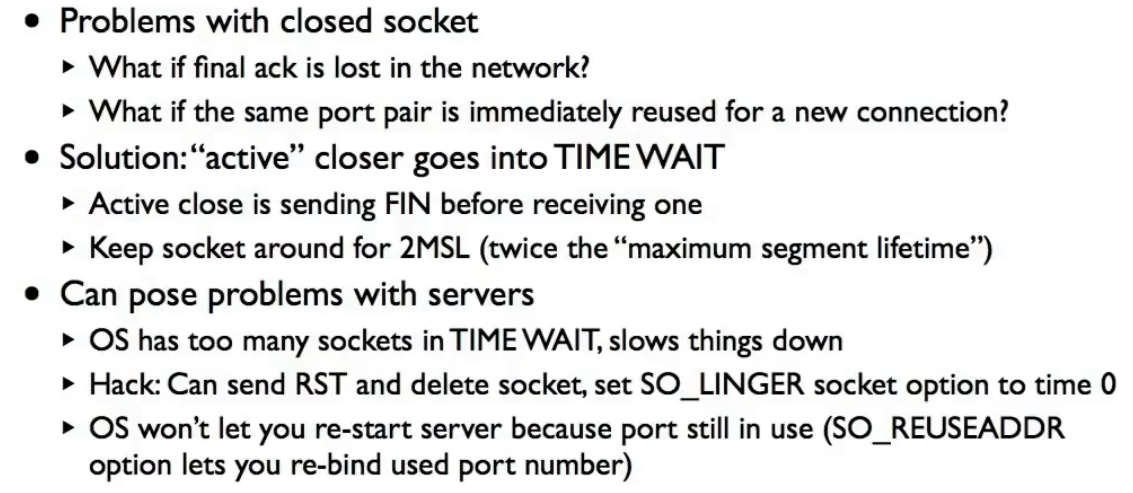 • Problems with closed socket
▸ What if final ack is lost in the network?
▸ What if the same port pair is immediately reused for a new connection?
• Solution: “active” closer goes into TIME WAIT
▸ Active close is sending FIN before receiving one
▸ Keep socket around for 2MSL (twice the “maximum segment lifetime”)
• Can pose problems with servers
▸ OS has too many sockets in TIME WAIT, slows things down
▸ Hack: Can send RST and delete socket, set SO_LINGER socket option to time 0
▸ OS won’t let you re-start server because port still in use (SO_REUSEADDR
option lets you re-bind used port number)